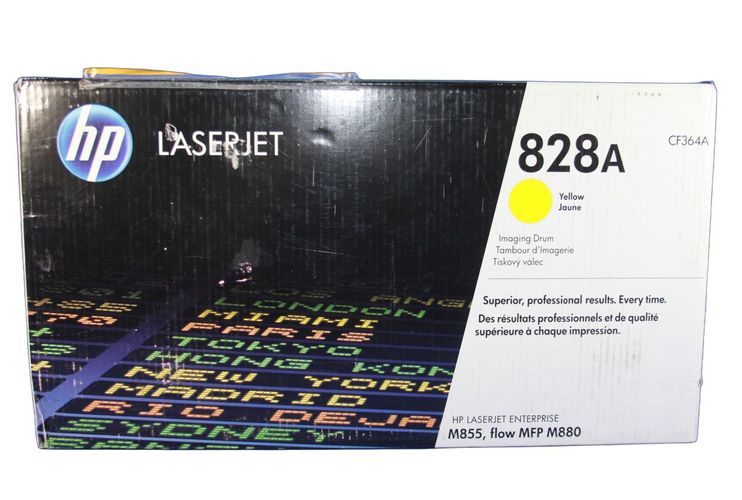 hp
LASERJET
828A
CF364A
Yellow
Jaune
Imaging Drum
Tambour d'Imagerie
Tiskový válec
Superior, professional results. Every time.
Des résultats professionnels et de qualité
supérieure à chaque impression.
HP LASERJET ENTERPRISE
M855, flow MFP M880
LONDON
MIAMI
PARIS
TOKYO
HONG KONG
NEW YORK
MADRID
RIO DE JA
SYDNEY